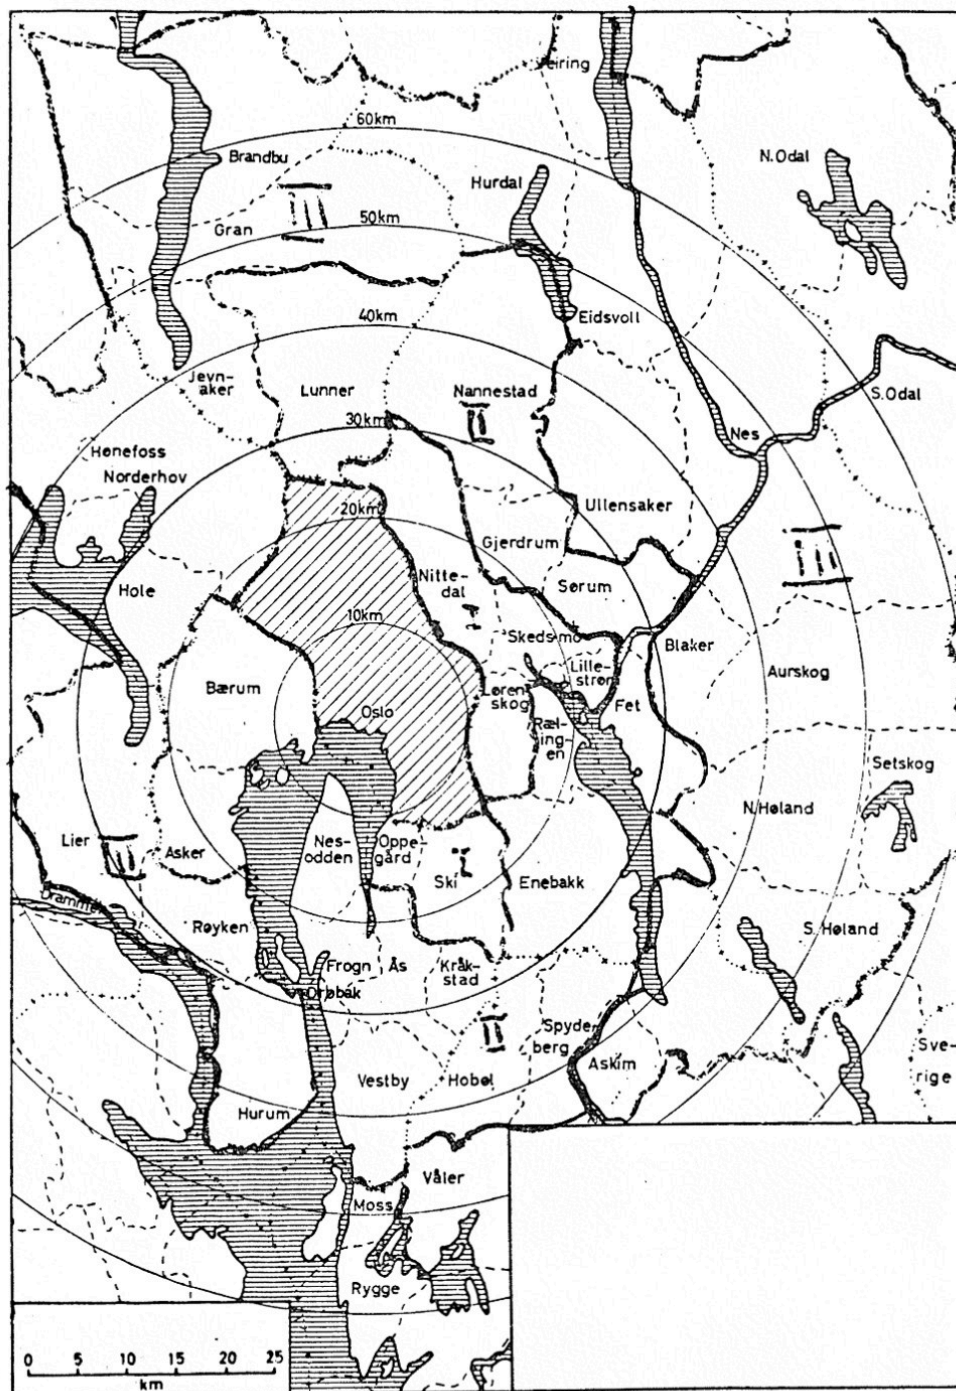 Feiring
60km
Brandbu
N.Odal
Hurdal
50km
Gran
III
Eidsvoll
40km
Jevn-
aker
Lunner
Nannestad
II
S.Odal
30km
Nes
Hønefoss
Norderhov
Ullensaker
20km
Gjerdrum
III
Nitte-
dal
I
Sørum
Hole
10km
Skedsmo
Blaker
Lille-
strøm
Aurskog
Bærum
Løren
skog
Fet
Oslo
Ræl-
ing-
en
Setskog
N.Høland
Lier
III
Asker
Nes-
odden
Oppe-
gård
Ski
I
Enebakk
Drammen
Røyken
S.Høland
Frogn
Ås
Kråk-
stad
Drøbak
II
Spyde
berg
Askim
Sve-
rige
Vestby
Hobøl
Hurum
Våler
Moss
Rygge
0 5 10 15 20 25
km